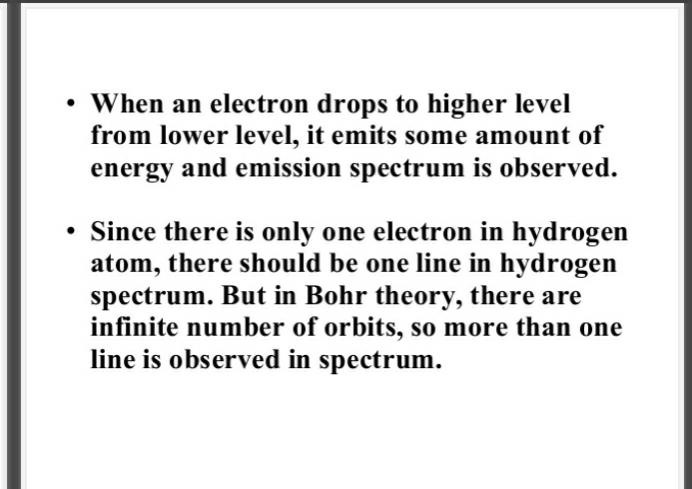 • When an electron drops to higher level
from lower level, it emits some amount of
energy and emission spectrum is observed.
• Since there is only one electron in hydrogen
atom, there should be one line in hydrogen
spectrum. But in Bohr theory, there are
infinite number of orbits, so more than one
line is observed in spectrum.